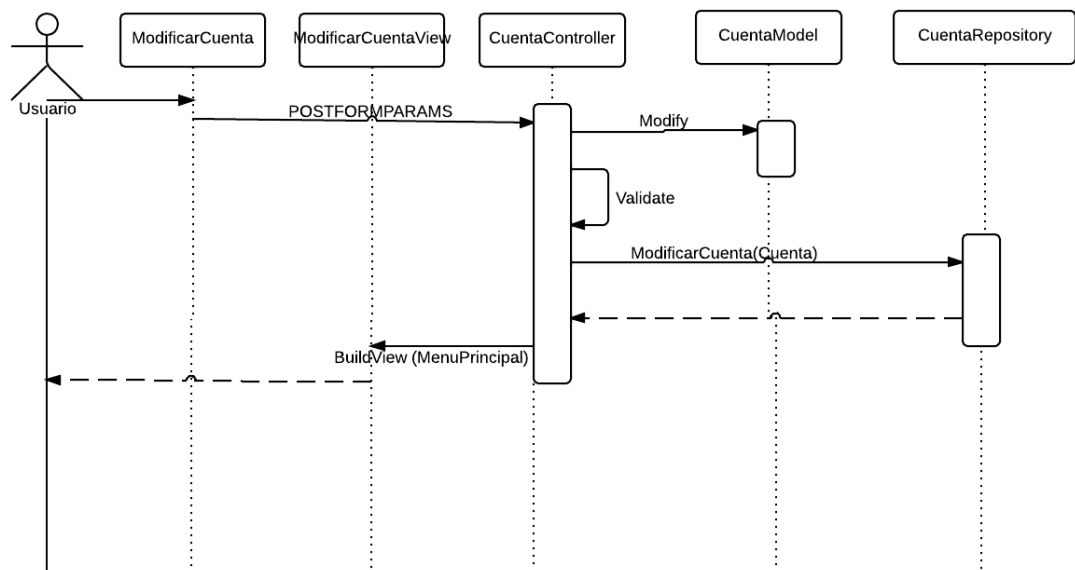 ModificarCuenta
ModificarCuentaView
CuentaController
CuentaModel
CuentaRepository
Usuario
POSTFORMPARAMS
Modify
Validate
ModificarCuenta(Cuenta)
BuildView (MenuPrincipal)